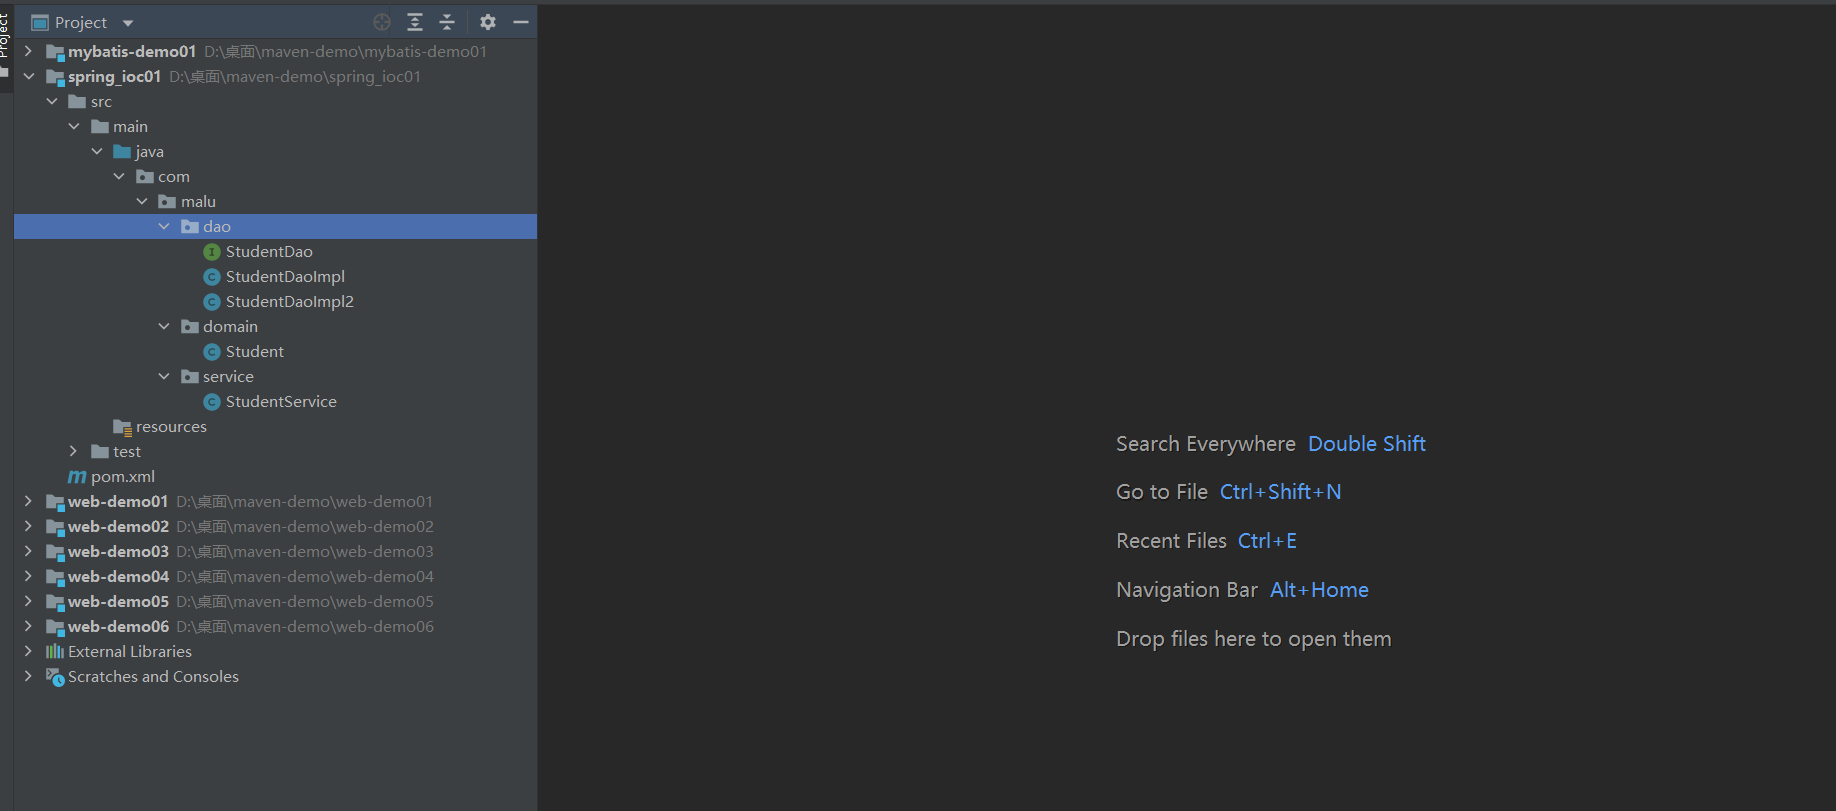 Project
Project
mybatis-demo01 D:\桌面\maven-demo\mybatis-demo01
spring_ioc01 D:\桌面\maven-demo\spring_ioc01
src
main
java
com
malu
dao
I StudentDao
C StudentDaoImpl
C StudentDaoImpl2
domain
C Student
service
C StudentService
resources
test
m pom.xml
web-demo01 D:\桌面\maven-demo\web-demo01
web-demo02 D:\桌面\maven-demo\web-demo02
web-demo03 D:\桌面\maven-demo\web-demo03
web-demo04 D:\桌面\maven-demo\web-demo04
web-demo05 D:\桌面\maven-demo\web-demo05
web-demo06 D:\桌面\maven-demo\web-demo06
External Libraries
Scratches and Consoles
Search Everywhere Double Shift
Go to File Ctrl+Shift+N
Recent Files Ctrl+E
Navigation Bar Alt+Home
Drop files here to open them